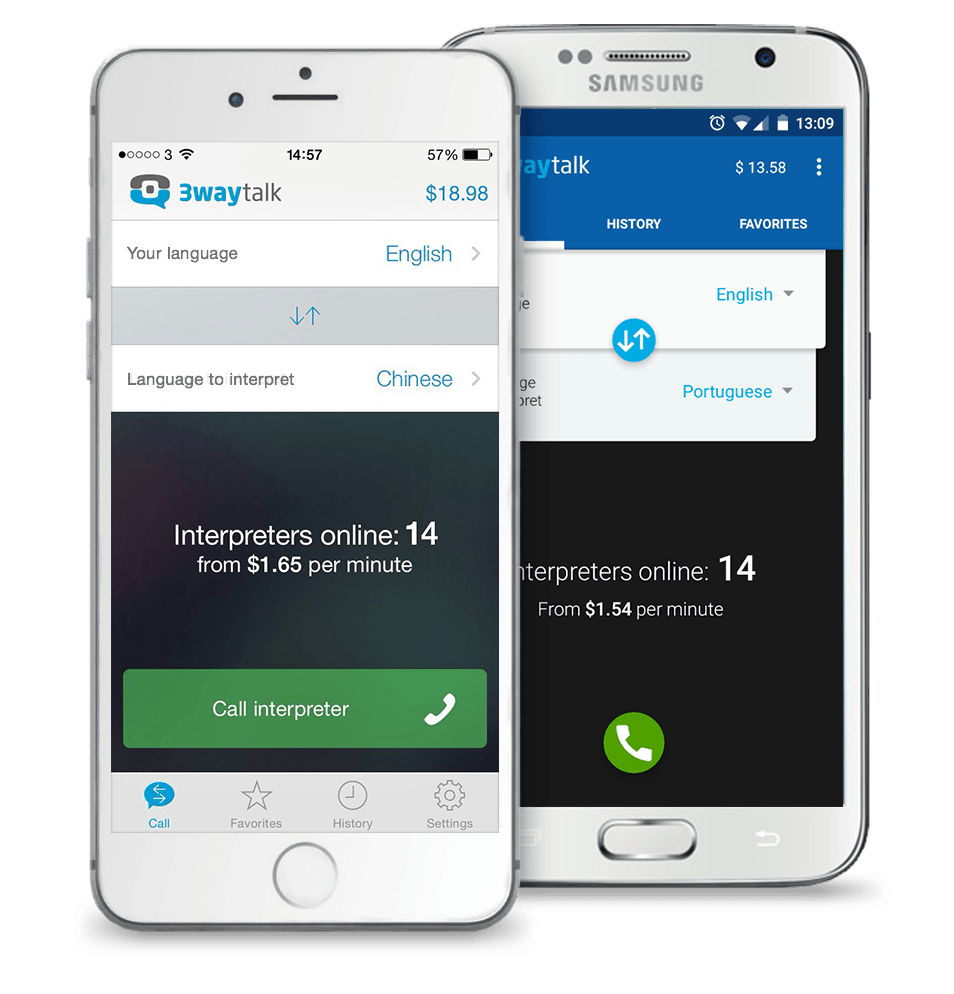 3 14:57 57%
3waytalk $18.98
Your language English
Language to interpret Chinese
Interpreters online: 14
from $1.65 per minute
Call interpreter
Call Favorites History Settings
SAMSUNG
13:09
aytalk $ 13.58
HISTORY FAVORITES
ge English
ge
pret Portuguese
nterpreters online: 14
From $1.54 per minute